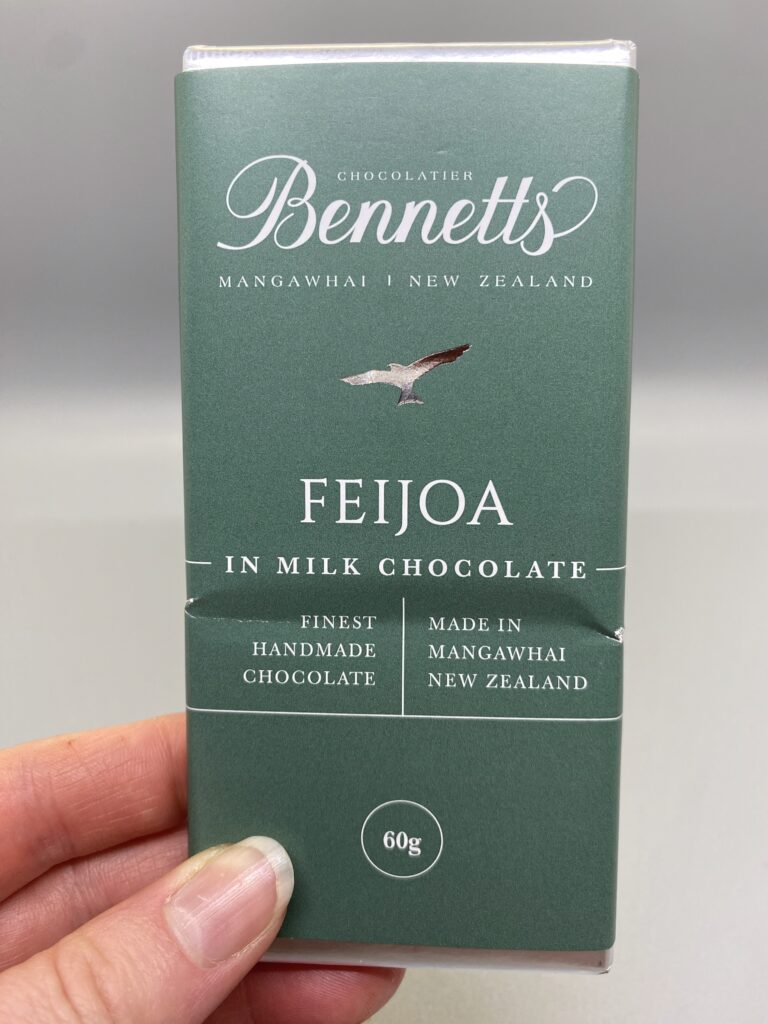 CHOCOLATIER
Bennetts
MANGAWHAI | NEW ZEALAND
FEIJOA
IN MILK CHOCOLATE
FINEST
HANDMADE
CHOCOLATE
MADE IN
MANGAWHAI
NEW ZEALAND
60g